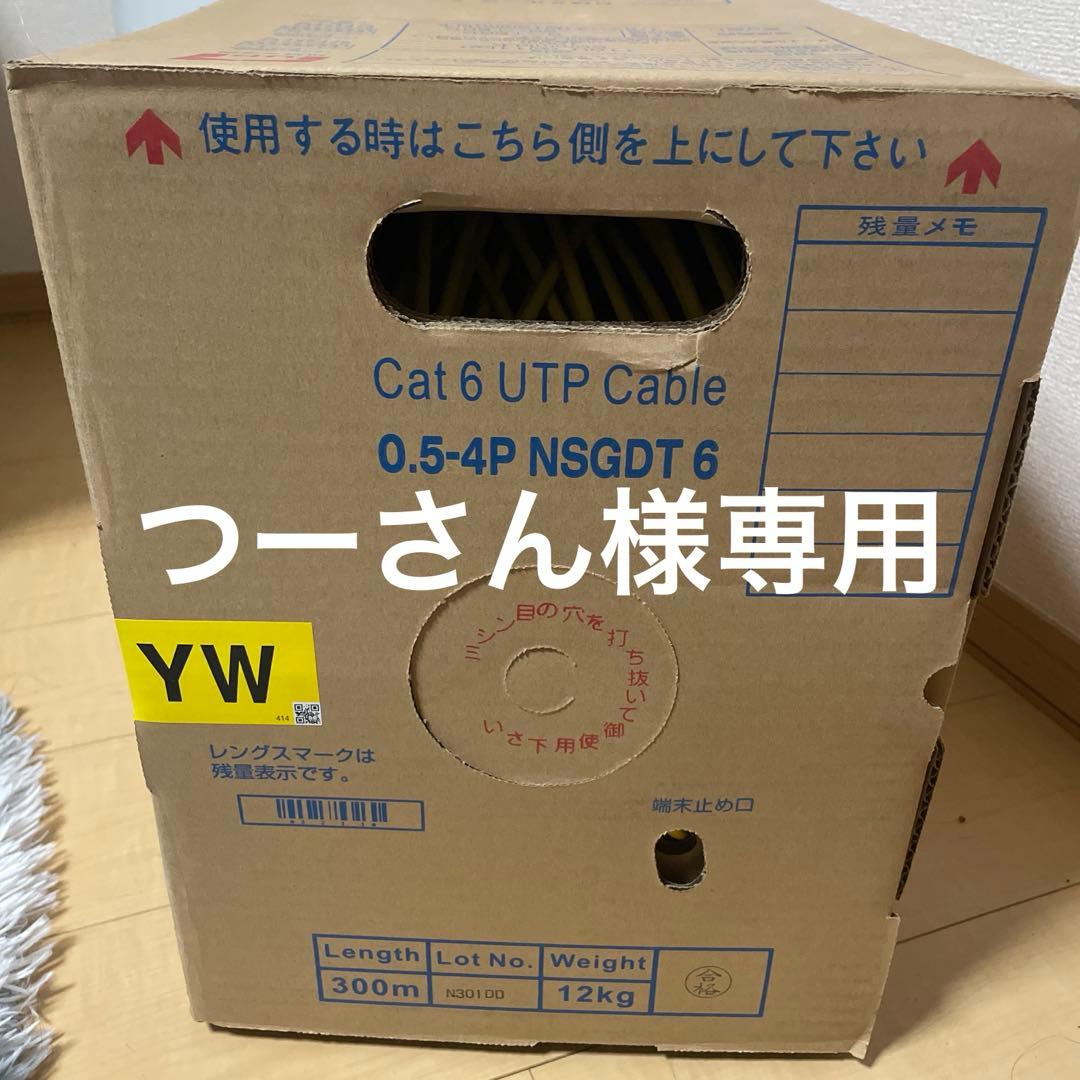 使用する時はこちら側を上にして下さい
残量メモ
Cat 6 UTP Cable
0.5-4P NSGDT 6
つーさん様専用
ミシン目の穴を打ち抜いて御使用下さい
YW
414
レングスマークは
残量表示です。
端末止め口
Length Lot No. Weight
300m N301DD 12kg
合格